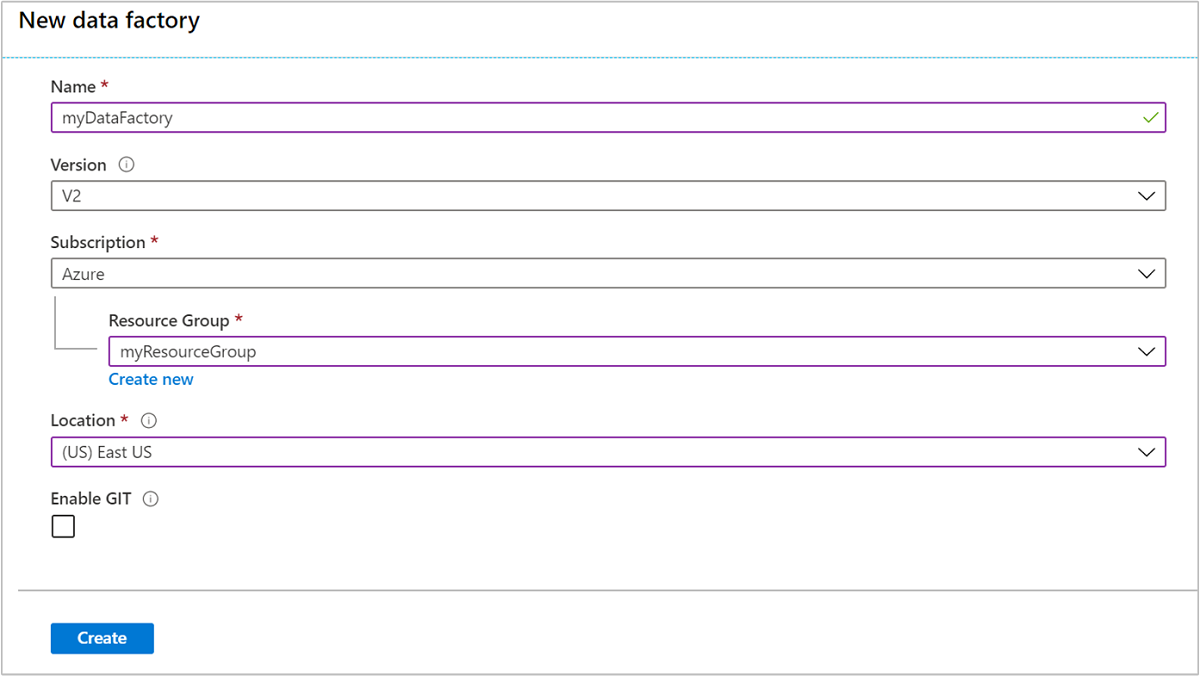 New data factory
Name *
myDataFactory
Version
V2
Subscription *
Azure
Resource Group *
myResourceGroup
Create new
Location *
(US) East US
Enable GIT
Create